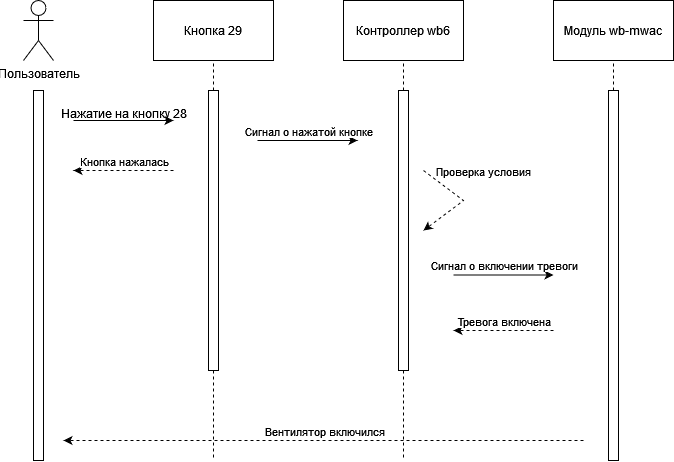 Кнопка 29
Контроллер wb6
Модуль wb-mwac
Пользователь
Нажатие на кнопку 28
Сигнал о нажатой кнопке
Кнопка нажалась
Проверка условия
Сигнал о включении тревоги
Тревога включена
Вентилятор включился